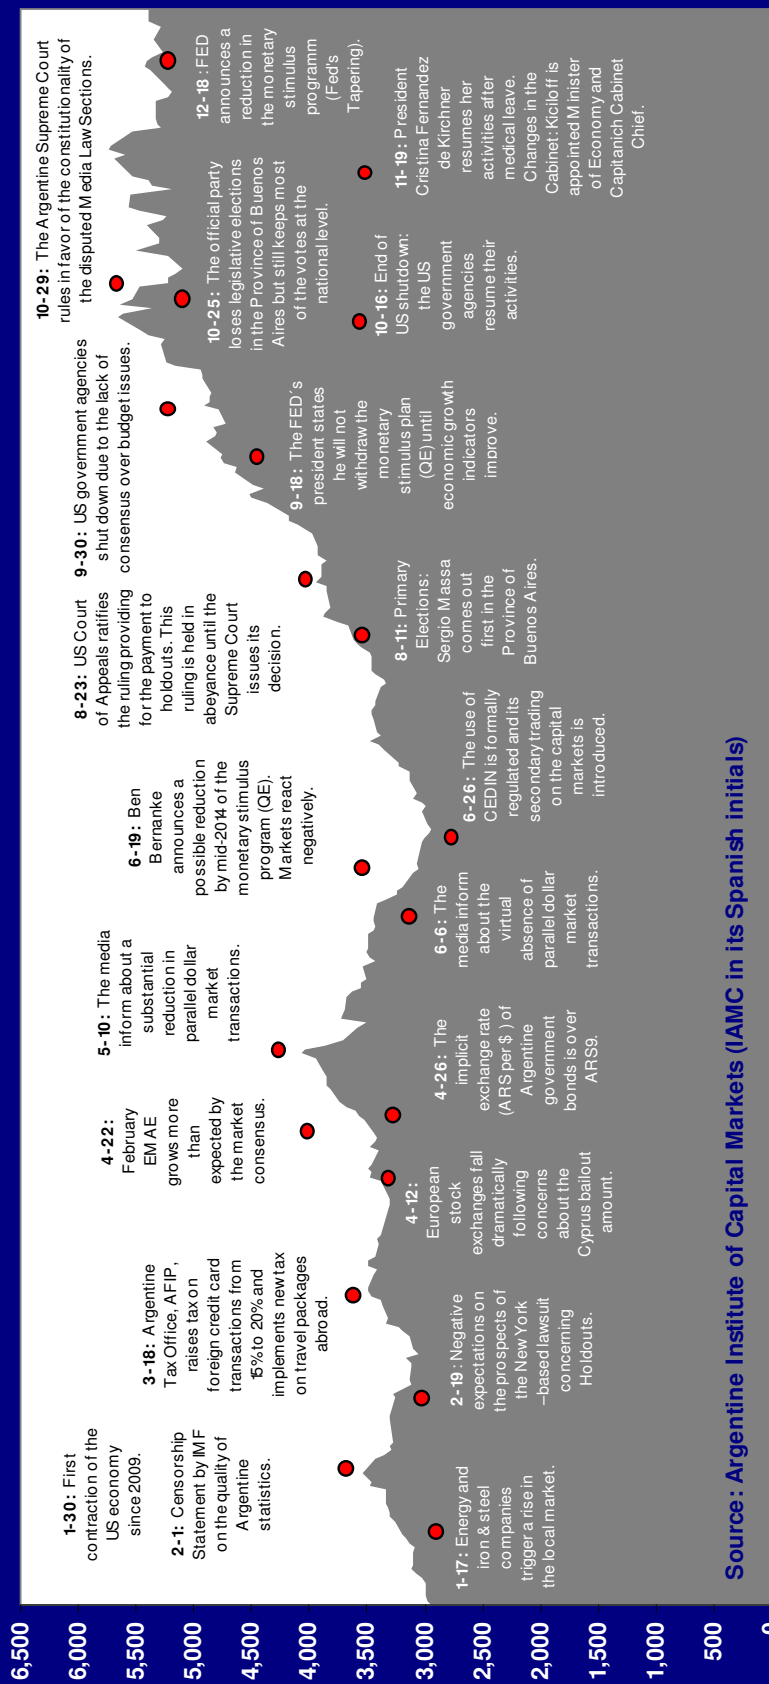 6,500
6,000
5,500
5,000
4,500
4,000
3,500
3,000
2,500
2,000
1,500
1,000
500
0
1-30: First
contraction of the
US economy
since 2009.
2-1: Censorship
Statement by IMF
on the quality of
Argentine
statistics.
1-17: Energy and
iron & steel
companies
trigger a rise in
the local market.
3-18: Argentine
Tax Office, AFIP,
raises tax on
foreign credit card
transactions from
15% to 20% and
implements new tax
on travel packages
abroad.
2-19: Negative
expectations on
the prospects of
the New York
–based lawsuit
concerning
Holdouts.
4-22:
February
EMAE
grows more
than
expected by
the market
consensus.
4-12:
European
stock
exchanges fall
dramatically
following
concerns
about the
Cyprus bailout
amount.
5-10: The media
inform about a
substantial
reduction in
parallel dollar
market
transactions.
4-26: The
implicit
exchange rate
(ARS per $ ) of
Argentine
government
bonds is over
ARS9.
6-19: Ben
Bernanke
announces a
possible reduction
by mid-2014 of the
monetary stimulus
program (QE).
Markets react
negatively.
6-6: The
media inform
about the
virtual
absence of
parallel dollar
market
transactions.
6-26: The use of
CEDIN is formally
regulated and its
secondary trading
on the capital
markets is
introduced.
8-23: US Court
of Appeals ratifies
the ruling providing
for the payment to
holdouts. This
ruling is held in
abeyance until the
Supreme Court
issues its
decision.
8-11: Primary
Elections:
Sergio Massa
comes out
first in the
Province of
Buenos Aires.
9-30: US government agencies
shut down due to the lack of
consensus over budget issues.
9-18: The FED´s
president states
he will not
withdraw the
monetary
stimulus plan
(QE) until
economic growth
indicators
improve.
10-29: The Argentine Supreme Court
rules in favor of the constitutionality of
the disputed Media Law Sections.
10-25: The official party
loses legislative elections
in the Province of Buenos
Aires but still keeps most
of the votes at the
national level.
10-16: End of
US shutdown:
the US
government
agencies
resume their
activities.
12-18: FED
announces a
reduction in
the monetary
stimulus
programm
(Fed's
Tapering).
11-19: President
Cristina Fernandez
de Kirchner
resumes her
activities after
medical leave.
Changes in the
Cabinet: Kiciloff is
appointed Minister
of Economy and
Capitanich Cabinet
Chief.
Source: Argentine Institute of Capital Markets (IAMC in its Spanish initials)